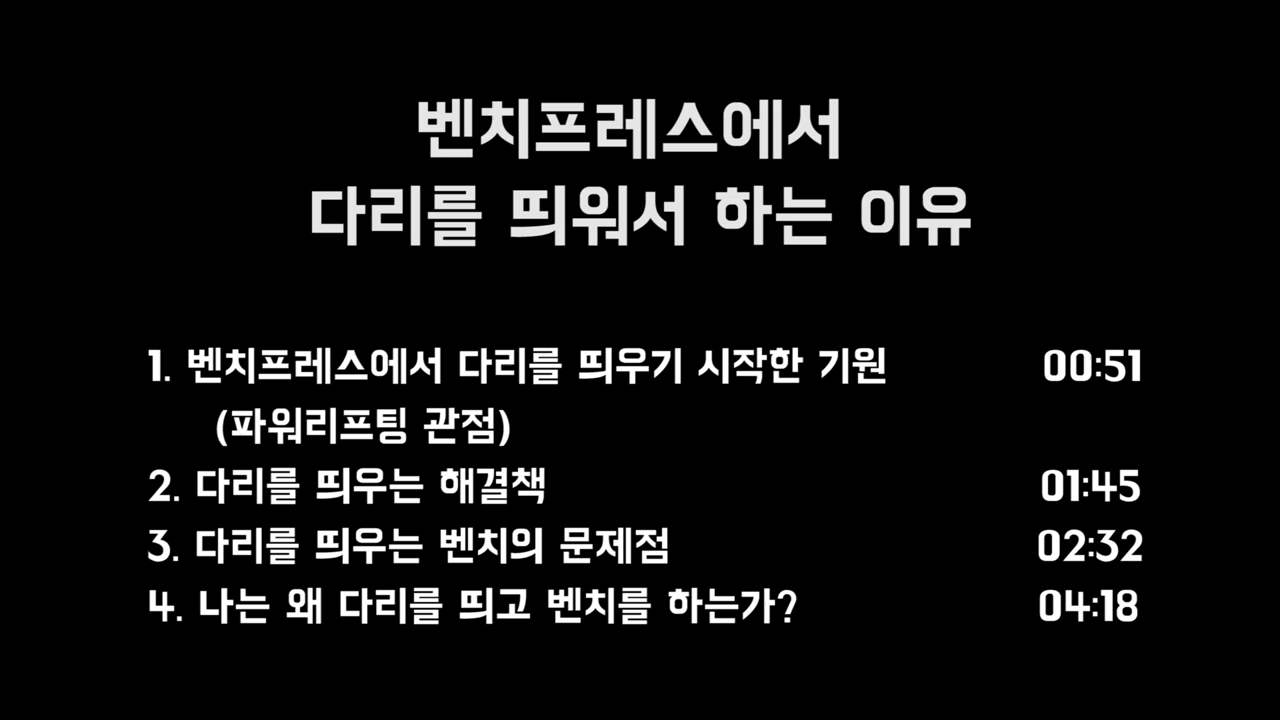 벤치프레스에서
다리를 띄워서 하는 이유
1. 벤치프레스에서 다리를 띄우기 시작한 기원 00:51
(파워리프팅 관점)
2. 다리를 띄우는 해결책 01:45
3. 다리를 띄우는 벤치의 문제점 02:32
4. 나는 왜 다리를 띄고 벤치를 하는가? 04:18